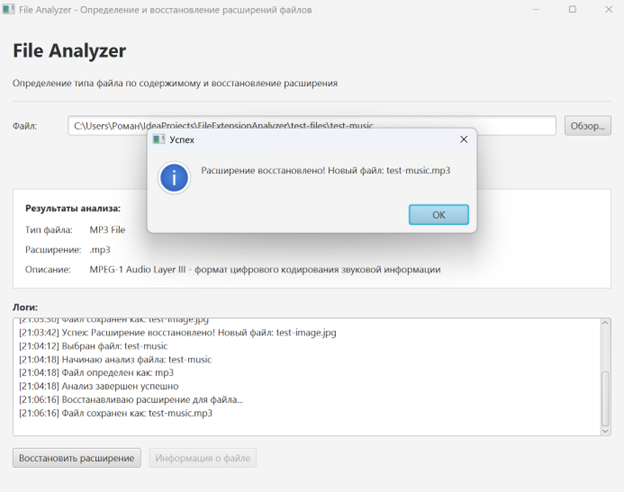 File Analyzer - Определение и восстановление расширений файлов
File Analyzer
Определение типа файла по содержимому и восстановление расширения
Файл:
C:\Users\Роман\IdeaProjects\FileExtensionAnalyzer\test-files\test-music
Обзор...
Успех
Расширение восстановлено! Новый файл: test-music.mp3
OK
Результаты анализа:
Тип файла: MP3 File
Расширение: .mp3
Описание: MPEG-1 Audio Layer III - формат цифрового кодирования звуковой информации
Логи:
[21:03:30] Файл сохранен как: test-image.jpg
[21:03:42] Успех: Расширение восстановлено! Новый файл: test-image.jpg
[21:04:12] Выбран файл: test-music
[21:04:18] Начинаю анализ файла: test-music
[21:04:18] Файл определен как: mp3
[21:04:18] Анализ завершен успешно
[21:06:16] Восстанавливаю расширение для файла...
[21:06:16] Файл сохранен как: test-music.mp3
Восстановить расширение
Информация о файле